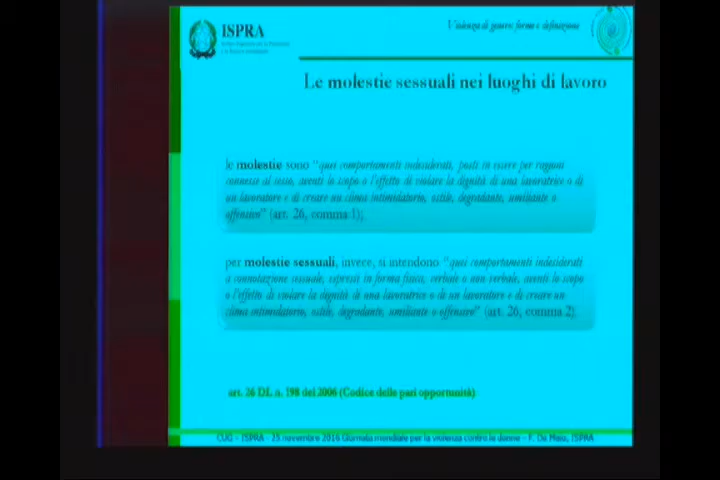 ISPRA
Violenza di genere: forme e definizione
Le molestie sessuali nei luoghi di lavoro
le molestie sono "quei comportamenti indesiderati, posti in essere per ragioni
connesse al sesso, aventi lo scopo o l'effetto di violare la dignità di una lavoratrice o di
un lavoratore e di creare un clima intimidatorio, ostile, degradante, umiliante o
offensivo" (art. 26, comma 1);
per molestie sessuali, invece, si intendono "quei comportamenti indesiderati
a connotazione sessuale, espressi in forma fisica, verbale o non verbale, aventi lo scopo
o l'effetto di violare la dignità di una lavoratrice o di un lavoratore e di creare un
clima intimidatorio, ostile, degradante, umiliante o offensivo" (art. 26, comma 2)
art. 26 DL n. 198 del 2006 (Codice delle pari opportunità)
CUG – ISPRA - 25 novembre 2016 Giornata mondiale per la violenza contro le donne – F. De Maio, ISPRA